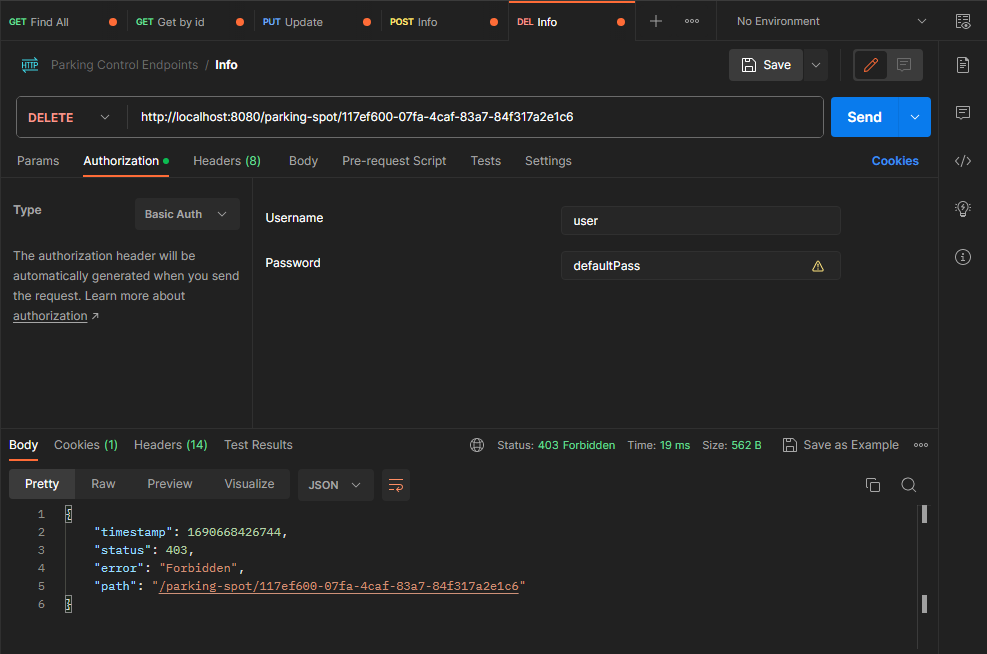 GET Find All
GET Get by id
PUT Update
POST Info
DEL Info
No Environment
HTTP Parking Control Endpoints / Info
Save
DELETE http://localhost:8080/parking-spot/117ef600-07fa-4caf-83a7-84f317a2e1c6 Send
Params Authorization Headers (8) Body Pre-request Script Tests Settings Cookies
Type Basic Auth
The authorization header will be
automatically generated when you send
the request. Learn more about
authorization ↗
Username user
Password defaultPass
Body Cookies (1) Headers (14) Test Results Status: 403 Forbidden Time: 19 ms Size: 562 B Save as Example
Pretty Raw Preview Visualize JSON
1 {
2 "timestamp": 1690668426744,
3 "status": 403,
4 "error": "Forbidden",
5 "path": "/parking-spot/117ef600-07fa-4caf-83a7-84f317a2e1c6"
6 }